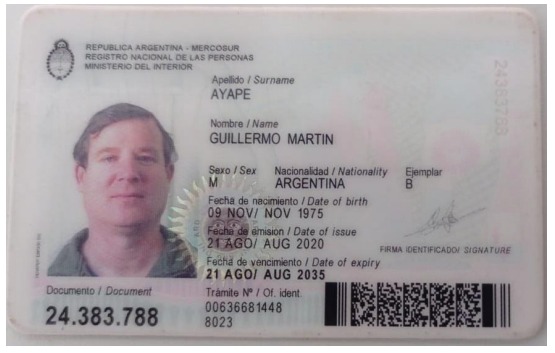 REPUBLICA ARGENTINA - MERCOSUR
REGISTRO NACIONAL DE LAS PERSONAS
MINISTERIO DEL INTERIOR
Apellido / Surname
AYAPE
Nombre / Name
GUILLERMO MARTIN
Sexo / Sex Nacionalidad / Nationality Ejemplar
M ARGENTINA B
Fecha de nacimiento / Date of birth
09 NOV/ NOV 1975
Fecha de emisión / Date of issue
21 AGO/ AUG 2020
FIRMA IDENTIFICADO/ SIGNATURE
Fecha de vencimiento / Date of expiry
21 AGO/ AUG 2035
Documento / Document
24.383.788
Trámite Nº / Of. ident.
00636681448
8023
24383788